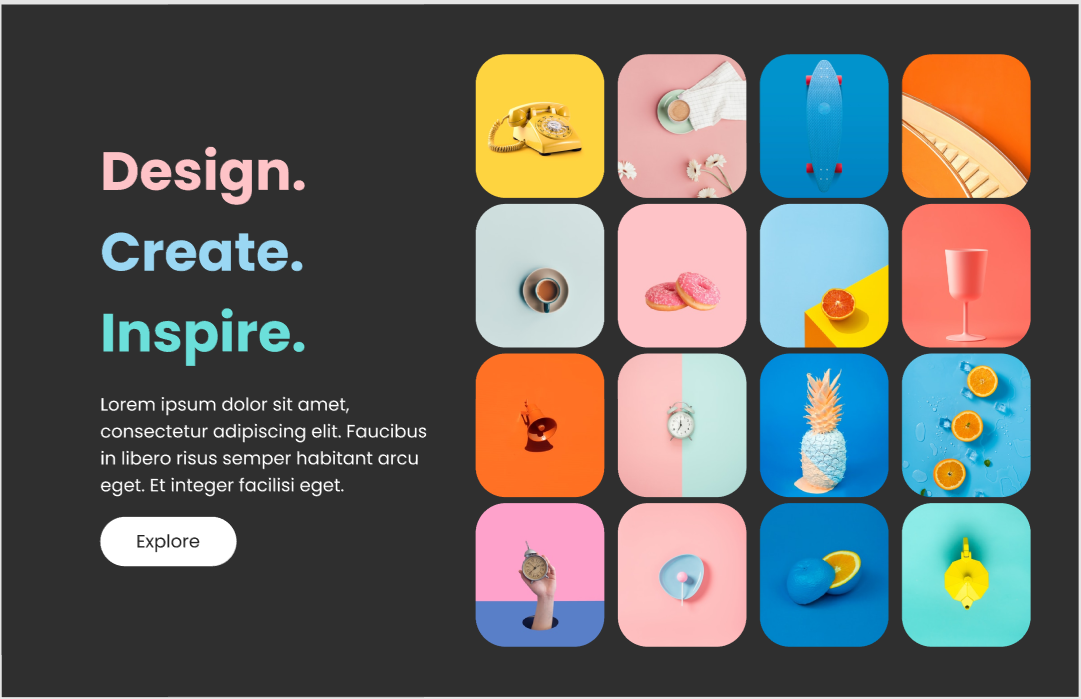 Design.
Create.
Inspire.
Lorem ipsum dolor sit amet,
consectetur adipiscing elit. Faucibus
in libero risus semper habitant arcu
eget. Et integer facilisi eget.
Explore